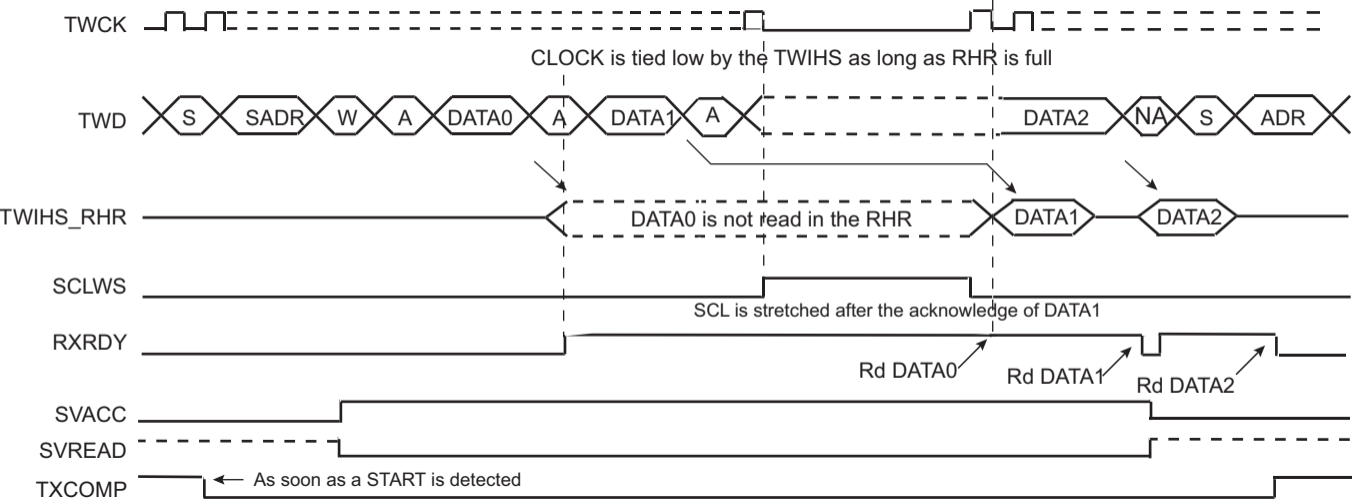 TWCK
CLOCK is tied low by the TWIHS as long as RHR is full
TWD S SADR W A DATA0 A DATA1 A DATA2 NA S ADR
TWIHS_RHR DATA0 is not read in the RHR DATA1 DATA2
SCLWS
SCL is stretched after the acknowledge of DATA1
RXRDY
Rd DATA0 Rd DATA1 Rd DATA2
SVACC
SVREAD
TXCOMP As soon as a START is detected